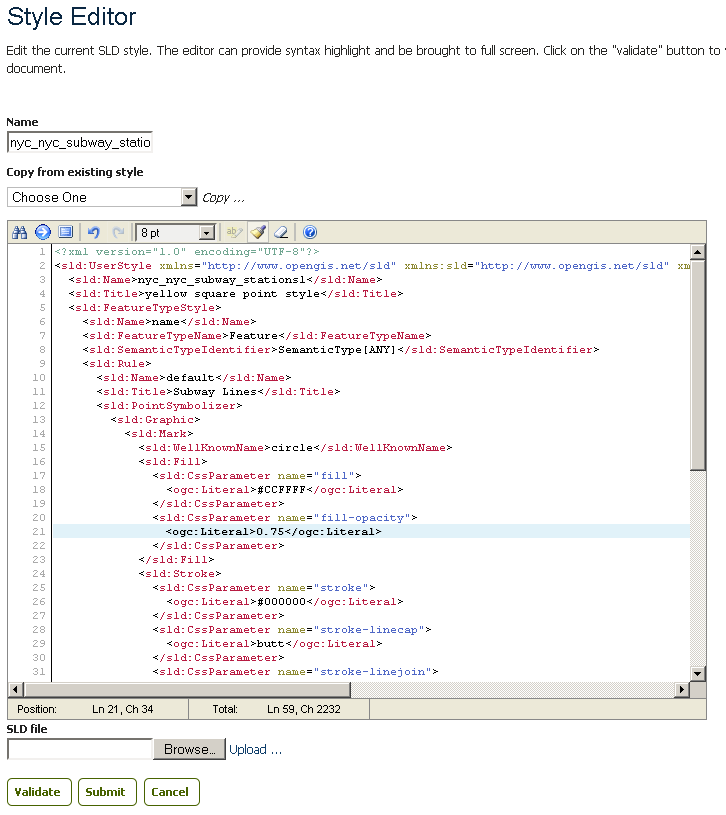 Style Editor
Edit the current SLD style. The editor can provide syntax highlight and be brought to full screen. Click on the "validate" button to
document.
Name
nyc_nyc_subway_statio
Copy from existing style
Choose One Copy ...
8 pt
1 <?xml version="1.0" encoding="UTF-8"?>
2 <sld:UserStyle xmlns="http://www.opengis.net/sld" xmlns:sld="http://www.opengis.net/sld" xm
3 <sld:Name>nyc_nyc_subway_stations1</sld:Name>
4 <sld:Title>yellow square point style</sld:Title>
5 <sld:FeatureTypeStyle>
6 <sld:Name>name</sld:Name>
7 <sld:FeatureTypeName>Feature</sld:FeatureTypeName>
8 <sld:SemanticTypeIdentifier>SemanticType[ANY]</sld:SemanticTypeIdentifier>
9 <sld:Rule>
10 <sld:Name>default</sld:Name>
11 <sld:Title>Subway Lines</sld:Title>
12 <sld:PointSymbolizer>
13 <sld:Graphic>
14 <sld:Mark>
15 <sld:WellKnownName>circle</sld:WellKnownName>
16 <sld:Fill>
17 <sld:CssParameter name="fill">
18 <ogc:Literal>#CCFFFF</ogc:Literal>
19 </sld:CssParameter>
20 <sld:CssParameter name="fill-opacity">
21 <ogc:Literal>0.75</ogc:Literal>
22 </sld:CssParameter>
23 </sld:Fill>
24 <sld:Stroke>
25 <sld:CssParameter name="stroke">
26 <ogc:Literal>#000000</ogc:Literal>
27 </sld:CssParameter>
28 <sld:CssParameter name="stroke-linecap">
29 <ogc:Literal>butt</ogc:Literal>
30 </sld:CssParameter>
31 <sld:CssParameter name="stroke-linejoin">
Position: Ln 21, Ch 34 Total: Ln 59, Ch 2232
SLD file
Browse... Upload ...
Validate Submit Cancel